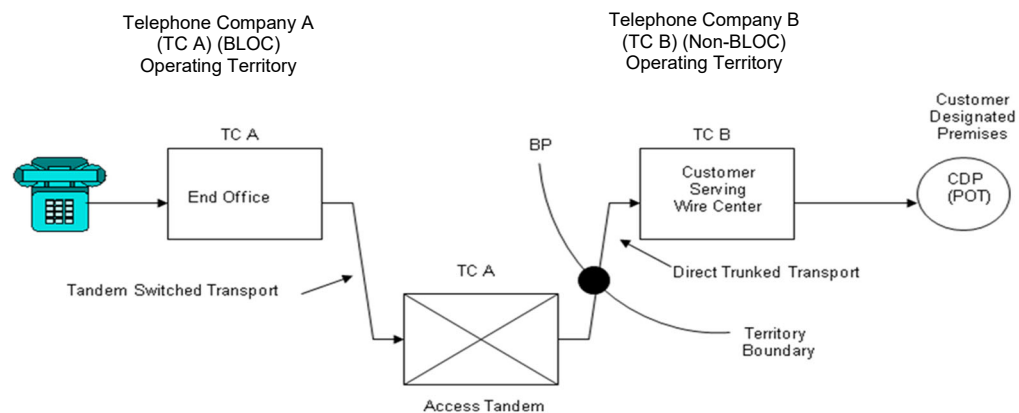 Telephone Company A
(TC A) (BLOC)
Operating Territory
Telephone Company B
(TC B) (Non-BLOC)
Operating Territory
Customer
Designated
Premises
TC A
BP
TC B
End Office
Customer
Serving
Wire Center
CDP
(POT)
Tandem Switched Transport
TC A
Direct Trunked Transport
Territory
Boundary
Access Tandem